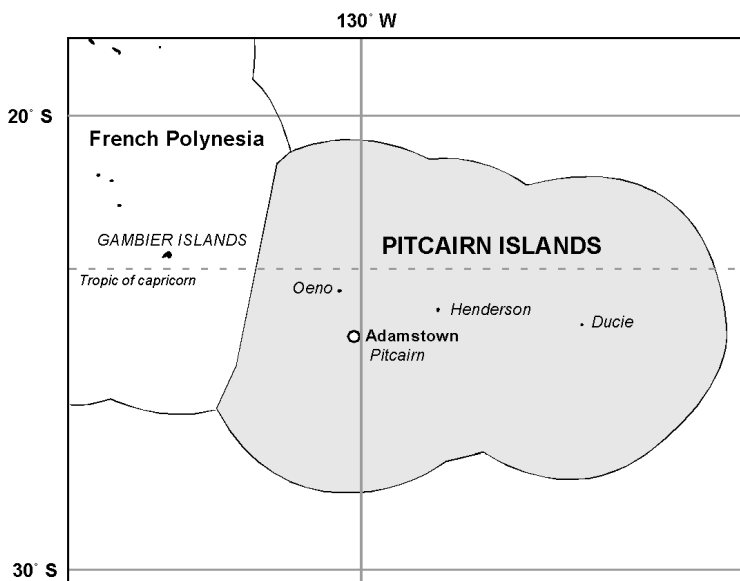 130° W
20° S
French Polynesia
GAMBIER ISLANDS
PITCAIRN ISLANDS
Tropic of capricorn
Oeno
Henderson
Ducie
Adamstown
Pitcairn
30° S